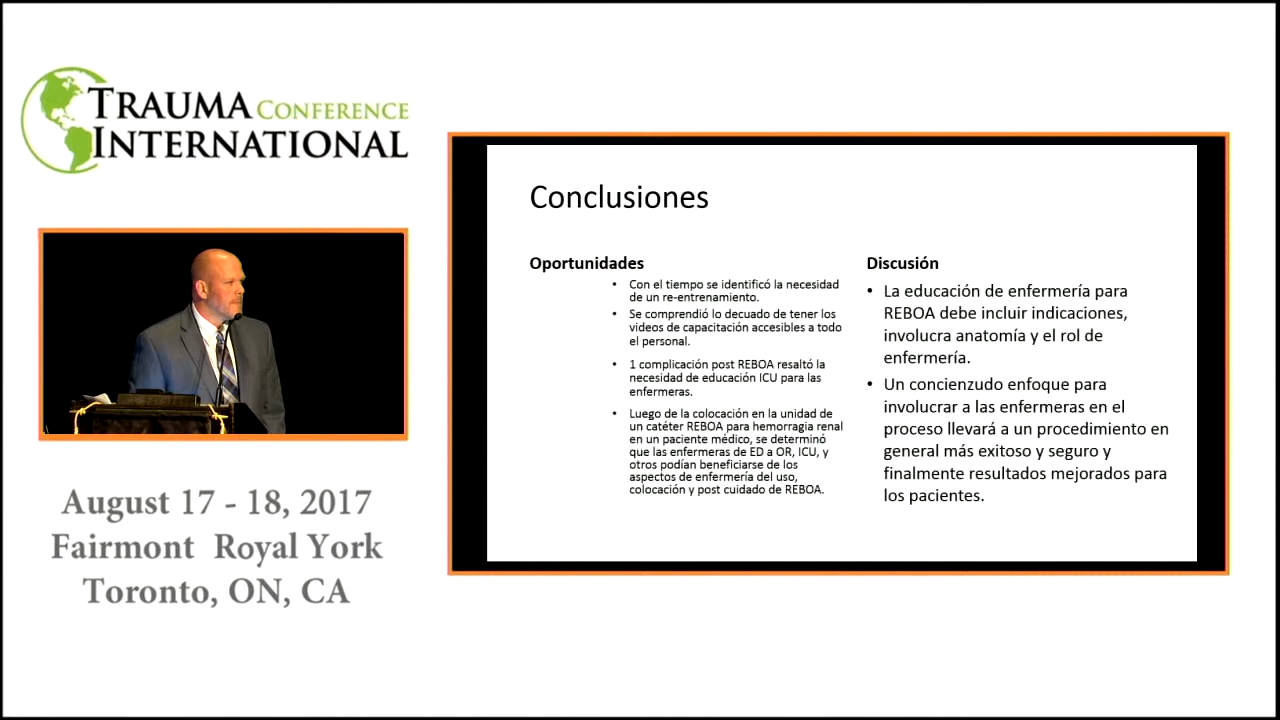 TRAUMA CONFERENCE
INTERNATIONAL
August 17 - 18, 2017
Fairmont Royal York
Toronto, ON, CA
Conclusiones
Oportunidades
• Con el tiempo se identificó la necesidad
de un re-entrenamiento.
• Se comprendió lo decuado de tener los
videos de capacitación accesibles a todo
el personal.
• 1 complicación post REBOA resaltó la
necesidad de educación ICU para las
enfermeras.
• Luego de la colocación en la unidad de
un catéter REBOA para hemorragia renal
en un paciente médico, se determinó
que las enfermeras de ED a OR, ICU, y
otros podían beneficiarse de los
aspectos de enfermería del uso,
colocación y post cuidado de REBOA.
Discusión
• La educación de enfermería para
REBOA debe incluir indicaciones,
involucra anatomía y el rol de
enfermería.
• Un concienzudo enfoque para
involucrar a las enfermeras en el
proceso llevará a un procedimiento en
general más exitoso y seguro y
finalmente resultados mejorados para
los pacientes.